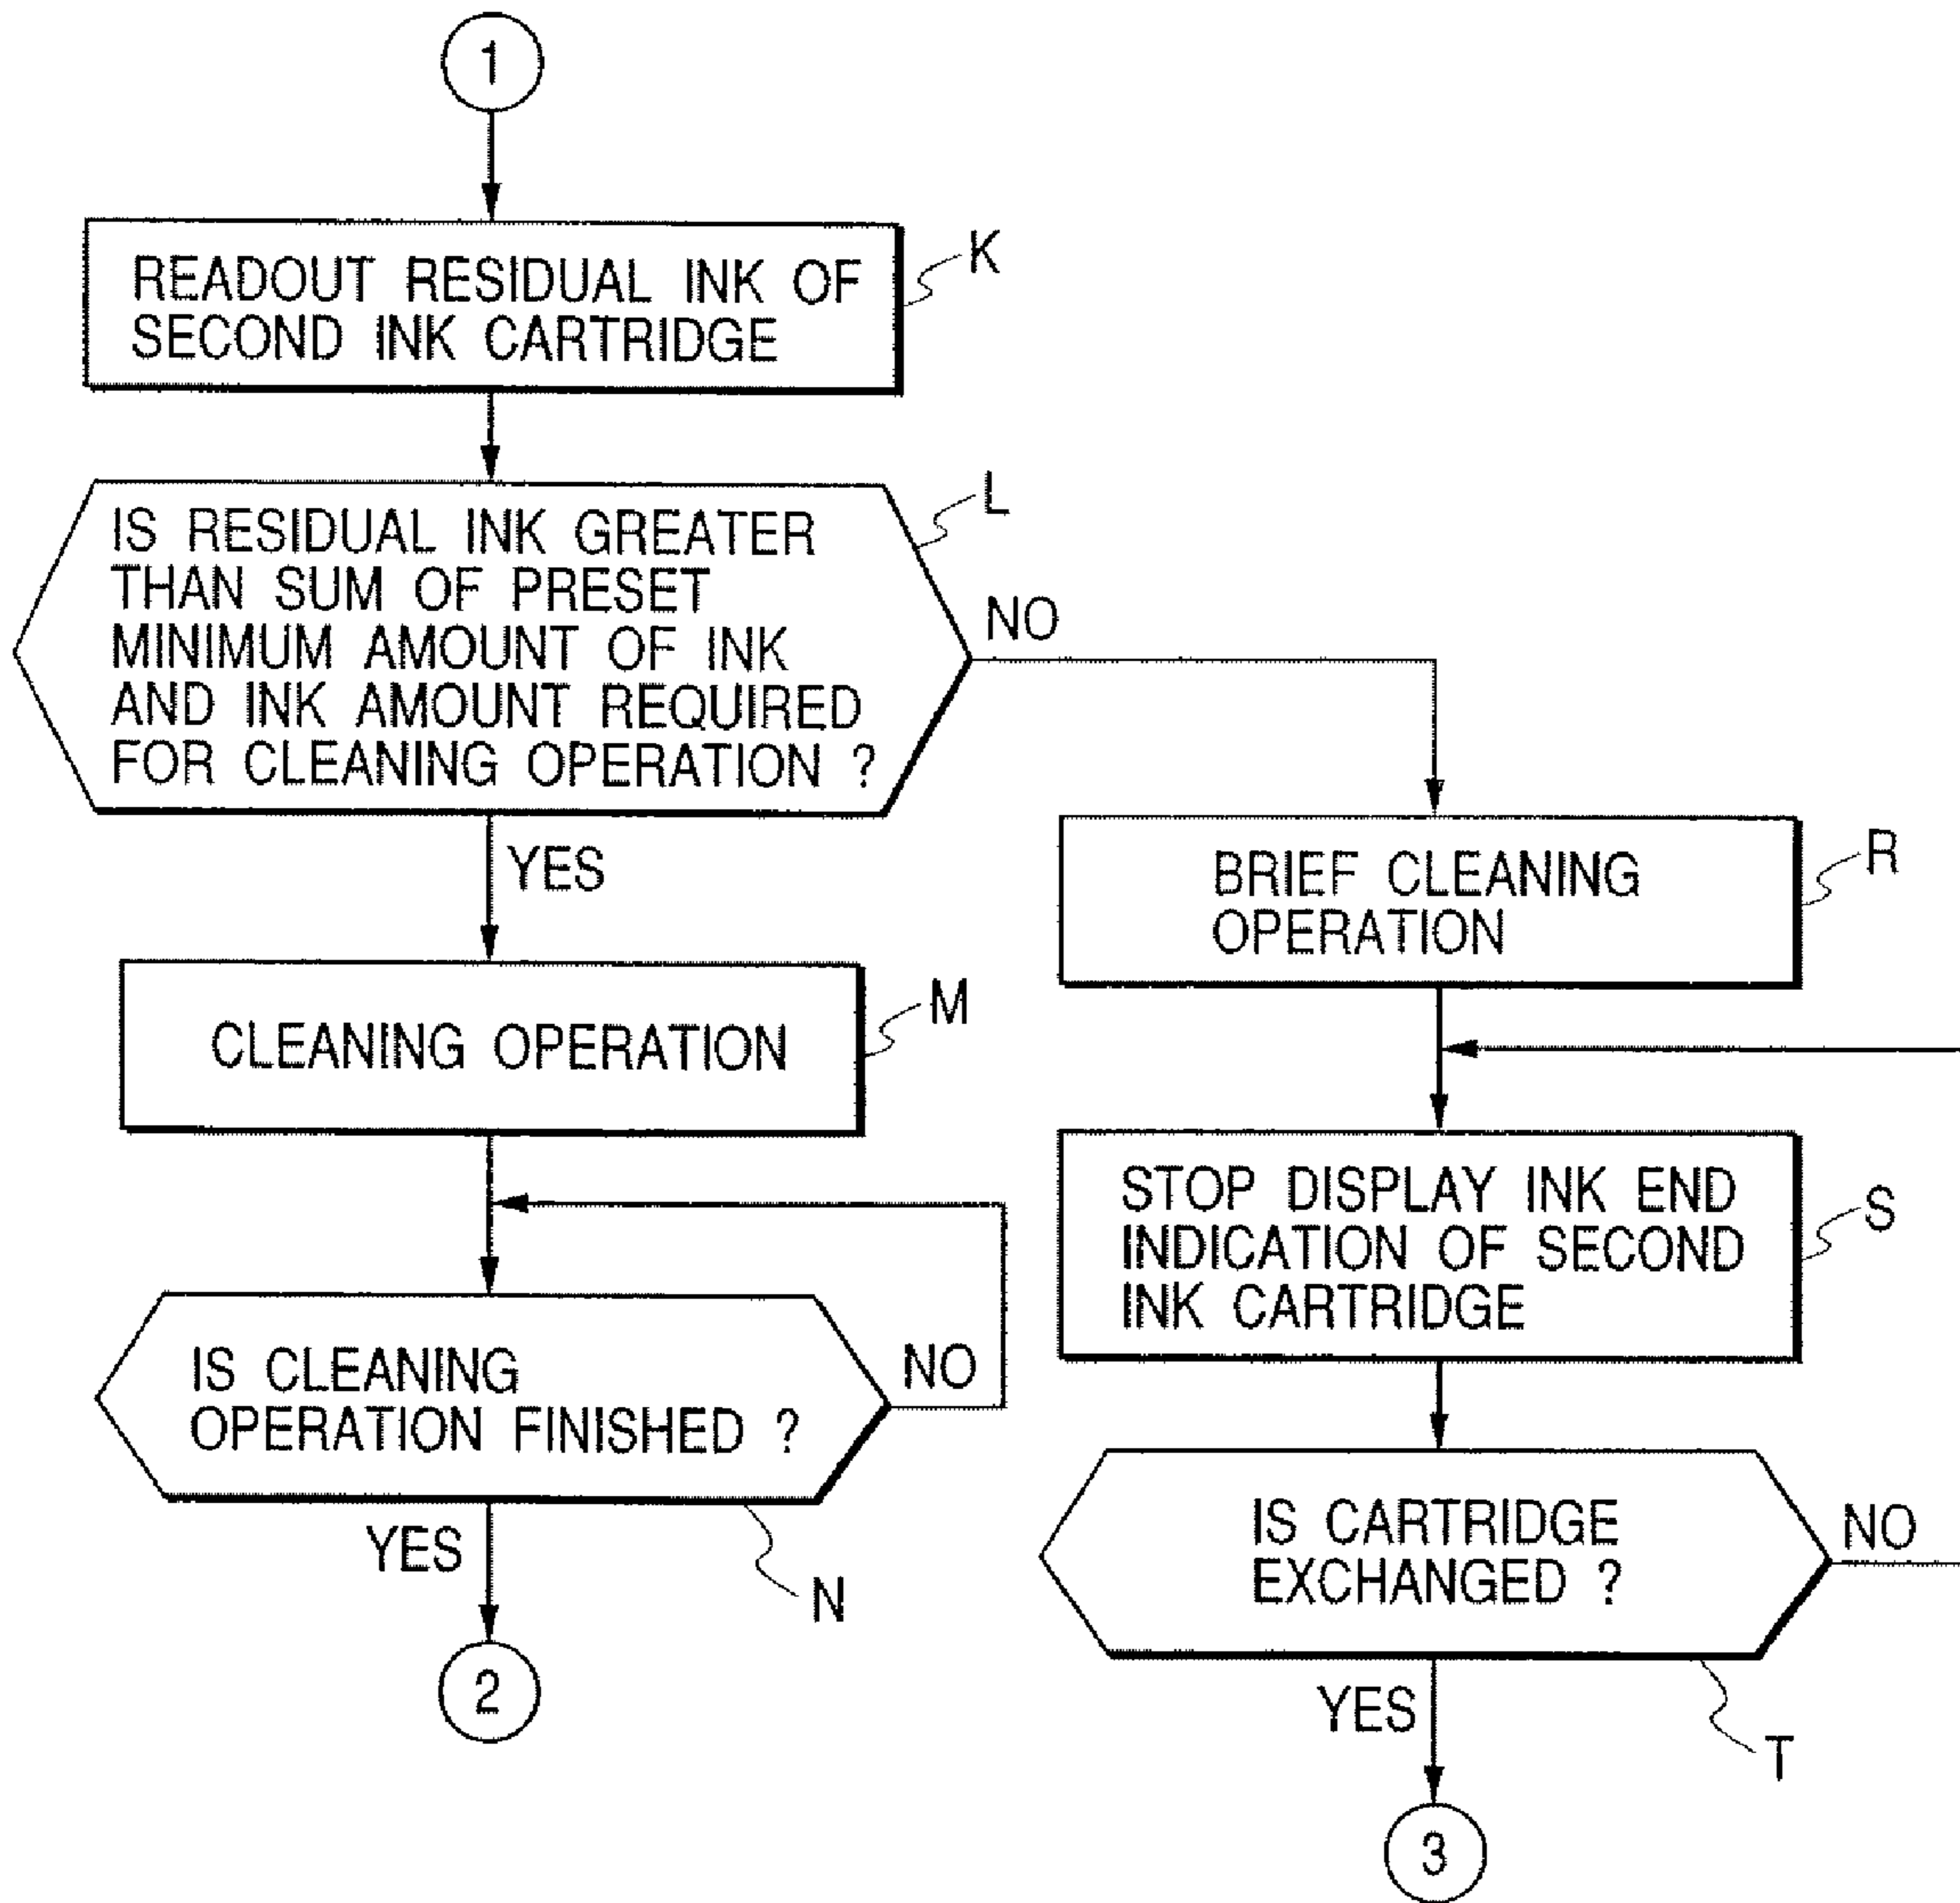 1
READOUT RESIDUAL INK OF
SECOND INK CARTRIDGE
K
IS RESIDUAL INK GREATER
THAN SUM OF PRESET
MINIMUM AMOUNT OF INK
AND INK AMOUNT REQUIRED
FOR CLEANING OPERATION ?
L
NO
YES
CLEANING OPERATION
M
IS CLEANING
OPERATION FINISHED ?
NO
YES
N
2
BRIEF CLEANING
OPERATION
R
STOP DISPLAY INK END
INDICATION OF SECOND
INK CARTRIDGE
S
IS CARTRIDGE
EXCHANGED ?
NO
YES
T
3